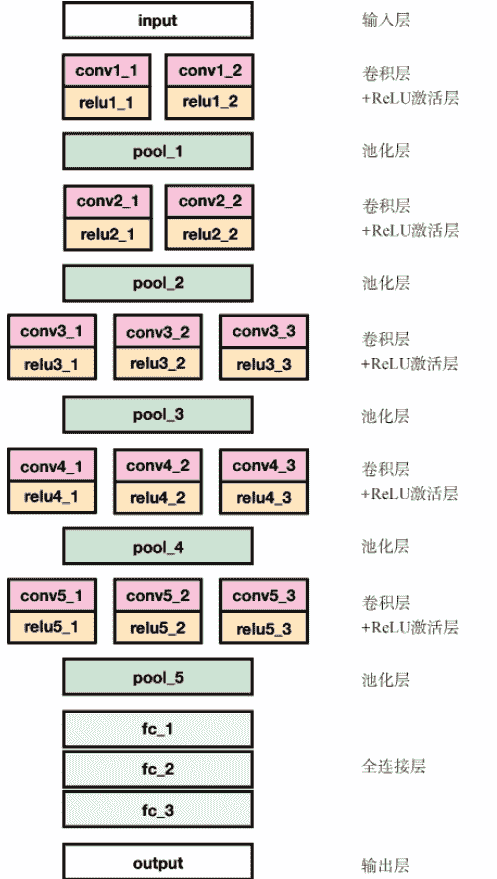 input 输入层
conv1_1 conv1_2 卷积层
relu1_1 relu1_2 +ReLU激活层
pool_1 池化层
conv2_1 conv2_2 卷积层
relu2_1 relu2_2 +ReLU激活层
pool_2 池化层
conv3_1 conv3_2 conv3_3 卷积层
relu3_1 relu3_2 relu3_3 +ReLU激活层
pool_3 池化层
conv4_1 conv4_2 conv4_3 卷积层
relu4_1 relu4_2 relu4_3 +ReLU激活层
pool_4 池化层
conv5_1 conv5_2 conv5_3 卷积层
relu5_1 relu5_2 relu5_3 +ReLU激活层
pool_5 池化层
fc_1
fc_2 全连接层
fc_3
output 输出层